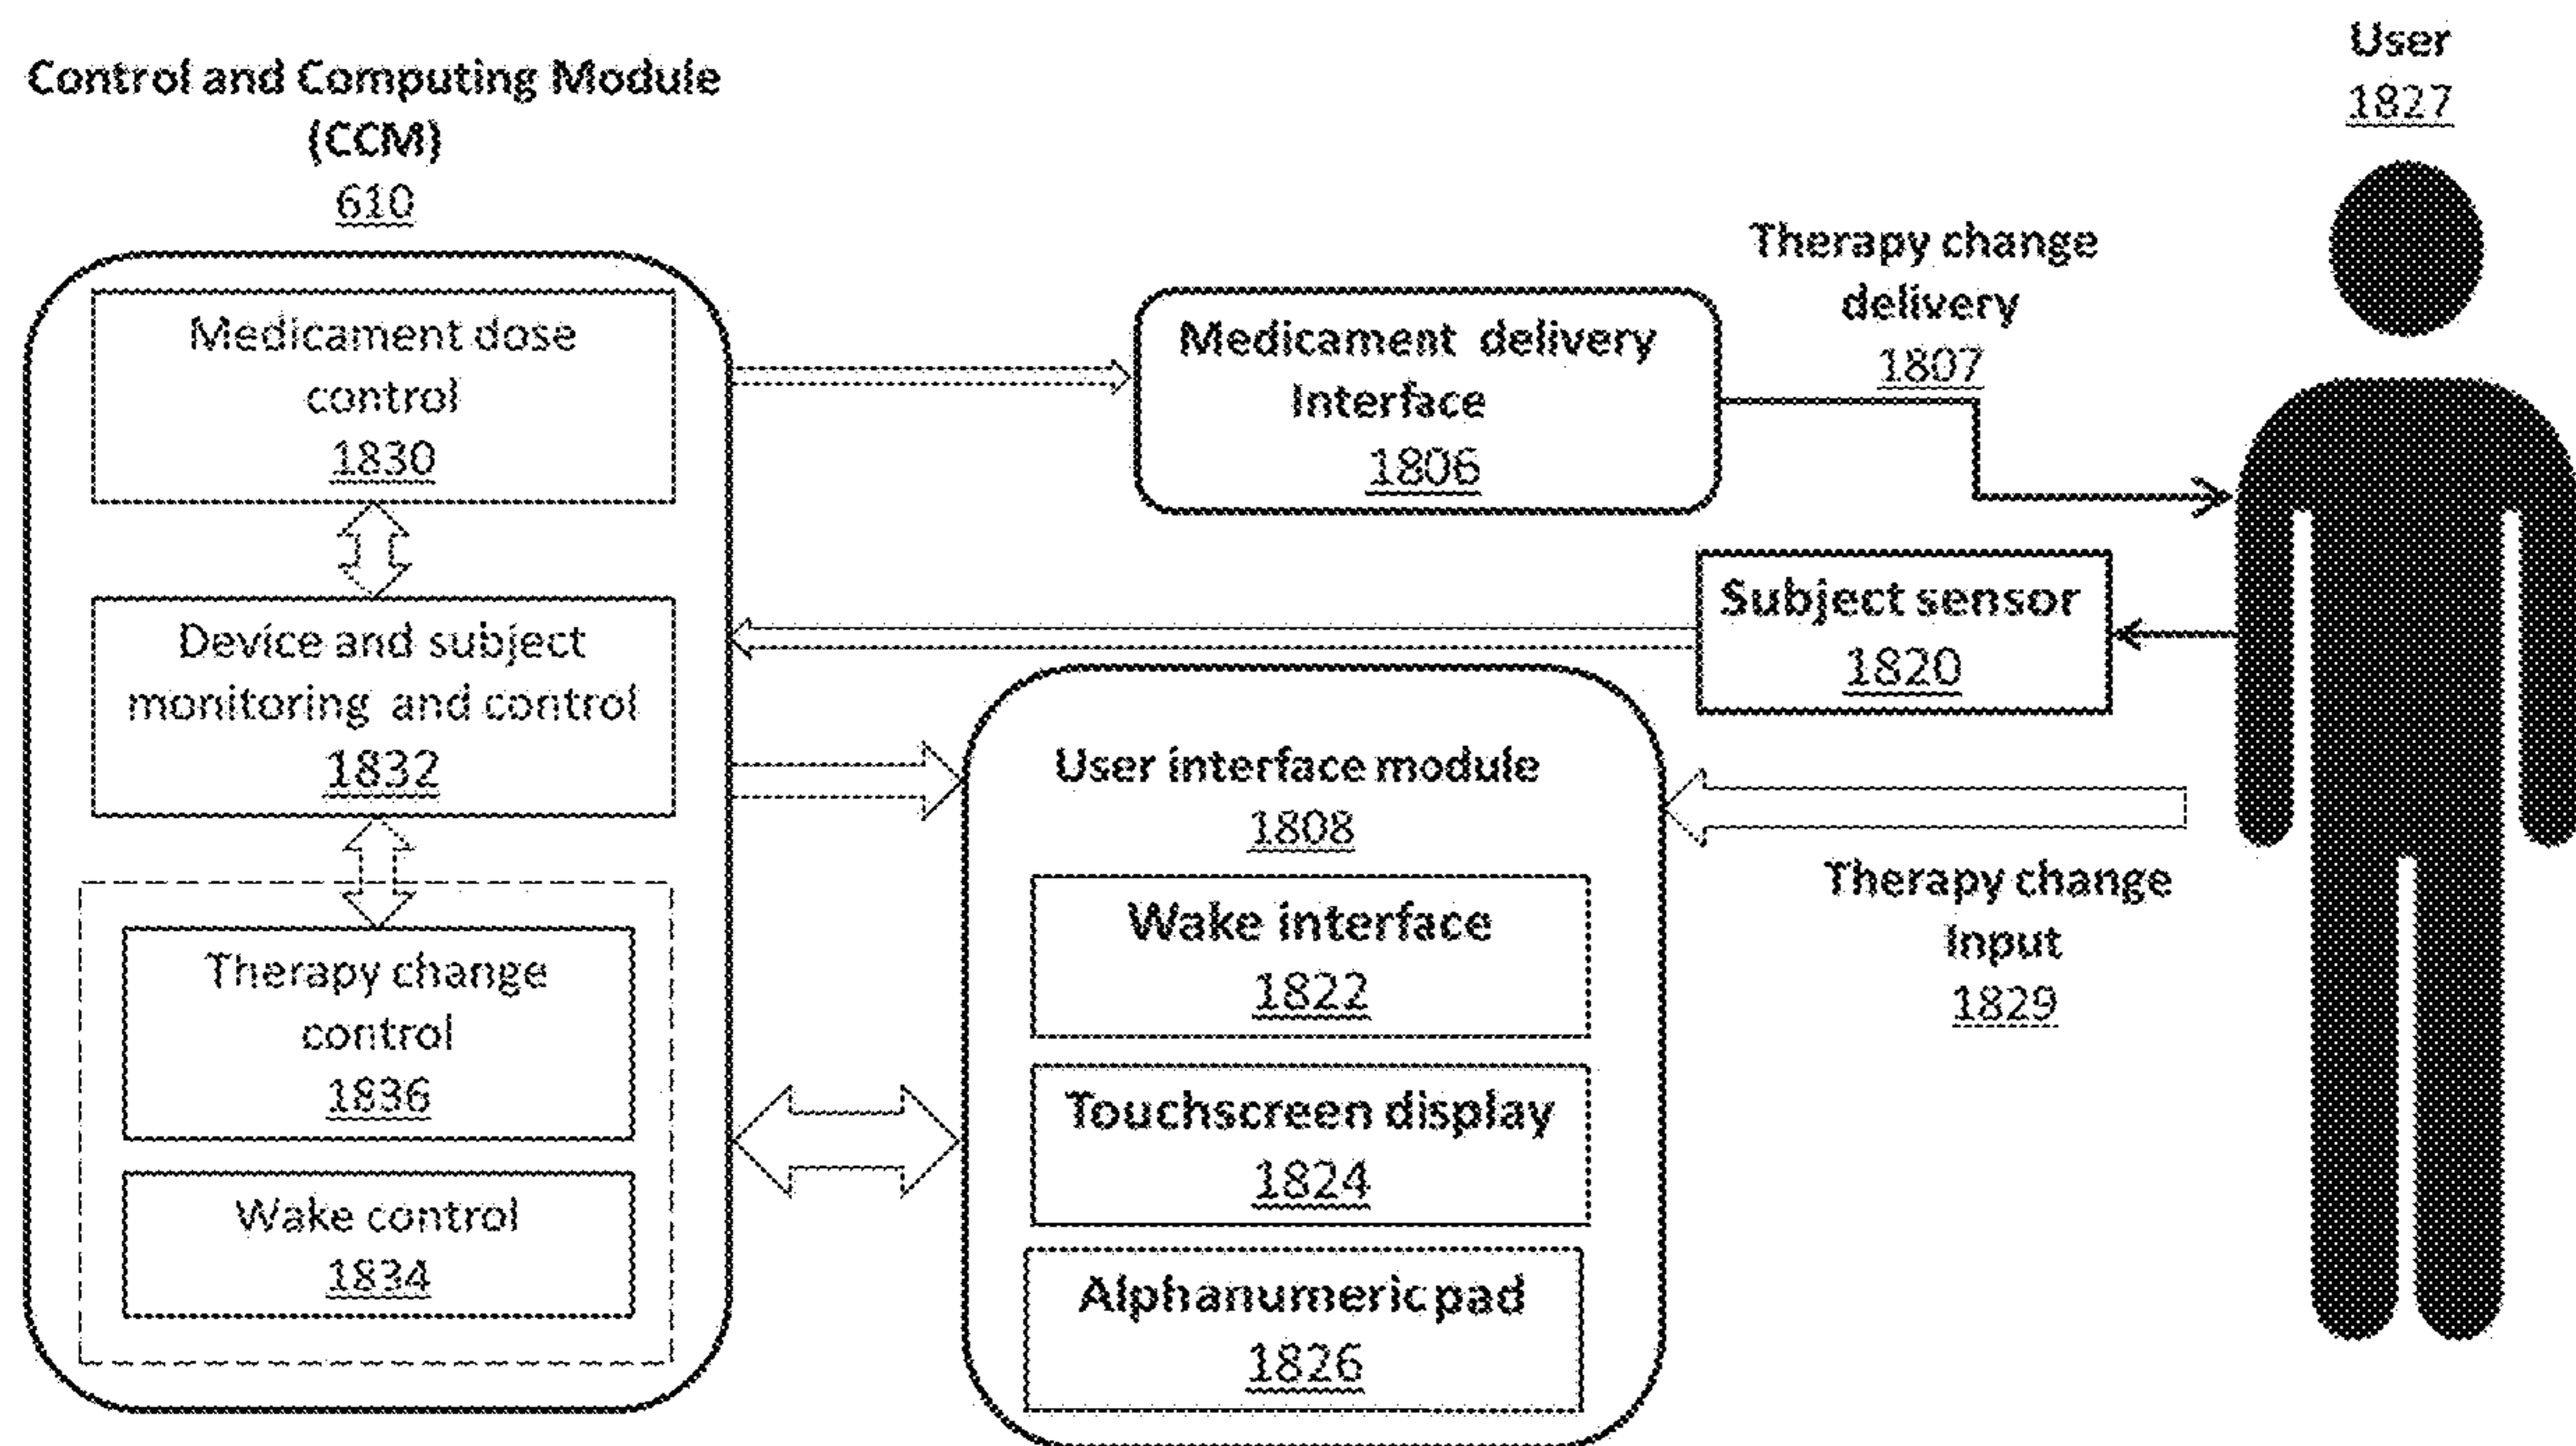 Control and Computing Module
(CCM)
610
Medicament dose
control
1830
Device and subject
monitoring and control
1832
Therapy change
control
1836
Wake control
1834
Medicament delivery
Interface
1806
Therapy change
delivery
1807
User
1827
Subject sensor
1820
User interface module
1808
Wake interface
1822
Touchscreen display
1824
Alphanumeric pad
1826
Therapy change
Input
1829